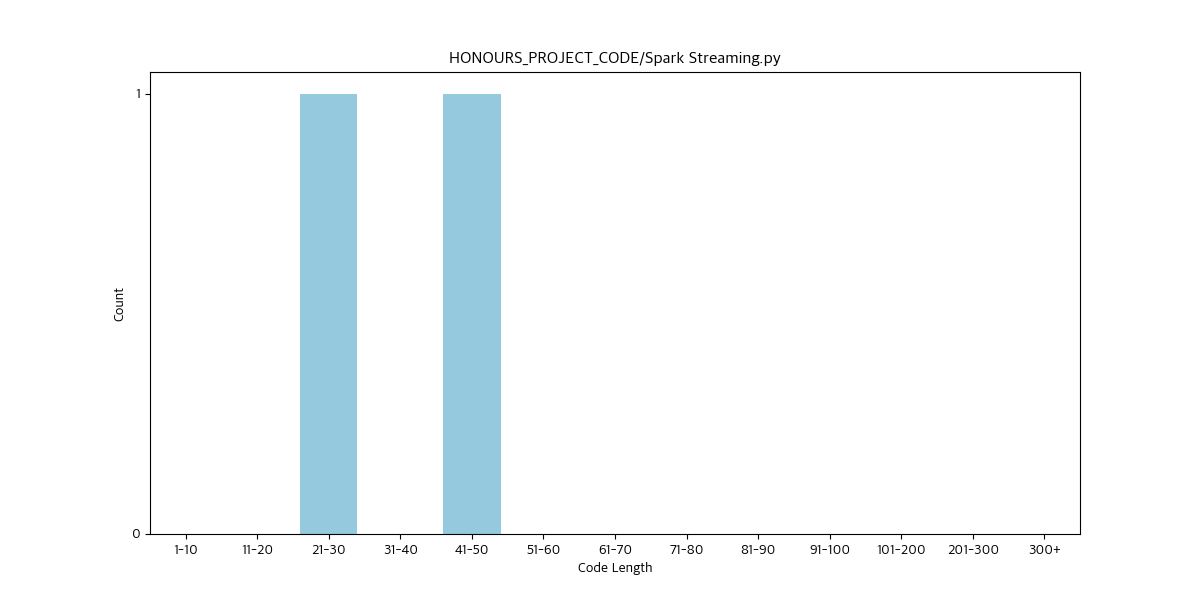 HONOURS_PROJECT_CODE/Spark Streaming.py
1
0
Count
1-10 11-20 21-30 31-40 41-50 51-60 61-70 71-80 81-90 91-100 101-200 201-300 300+
Code Length